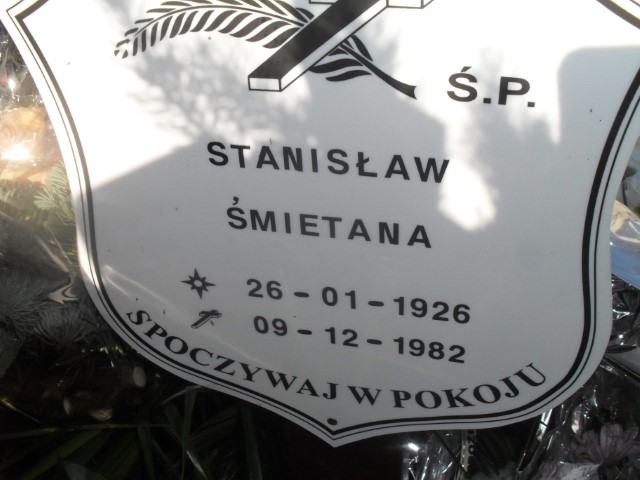 Ś.P.
STANISŁAW
ŚMIETANA
26-01-1926
09-12-1982
SPOCZYWAJ W POKOJU